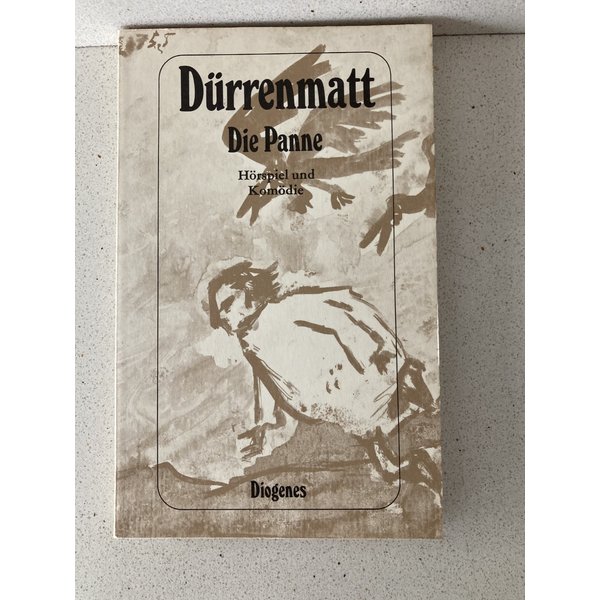 Dürrenmatt
Die Panne
Hörspiel und
Komödie
Diogenes